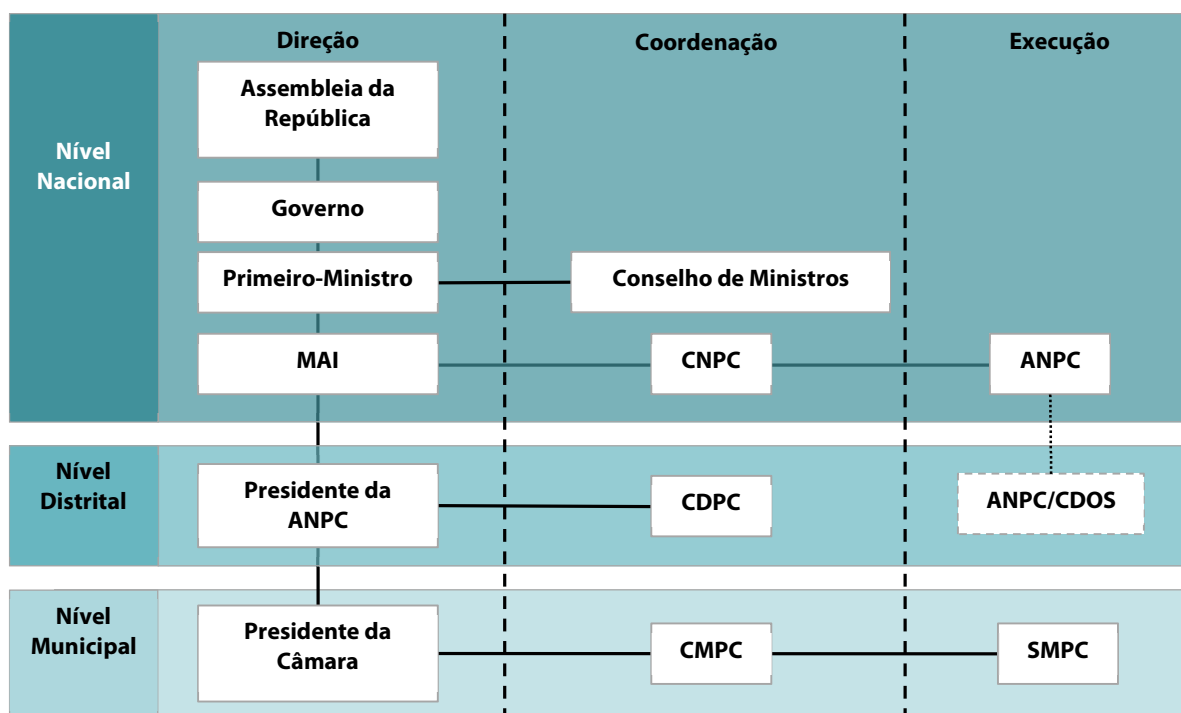 Direção
Coordenação
Execução
Nível
Nacional
Assembleia da
República
Governo
Primeiro-Ministro
Conselho de Ministros
MAI
CNPC
ANPC
Nível
Distrital
Presidente da
ANPC
CDPC
ANPC/CDOS
Nível
Municipal
Presidente da
Câmara
CMPC
SMPC